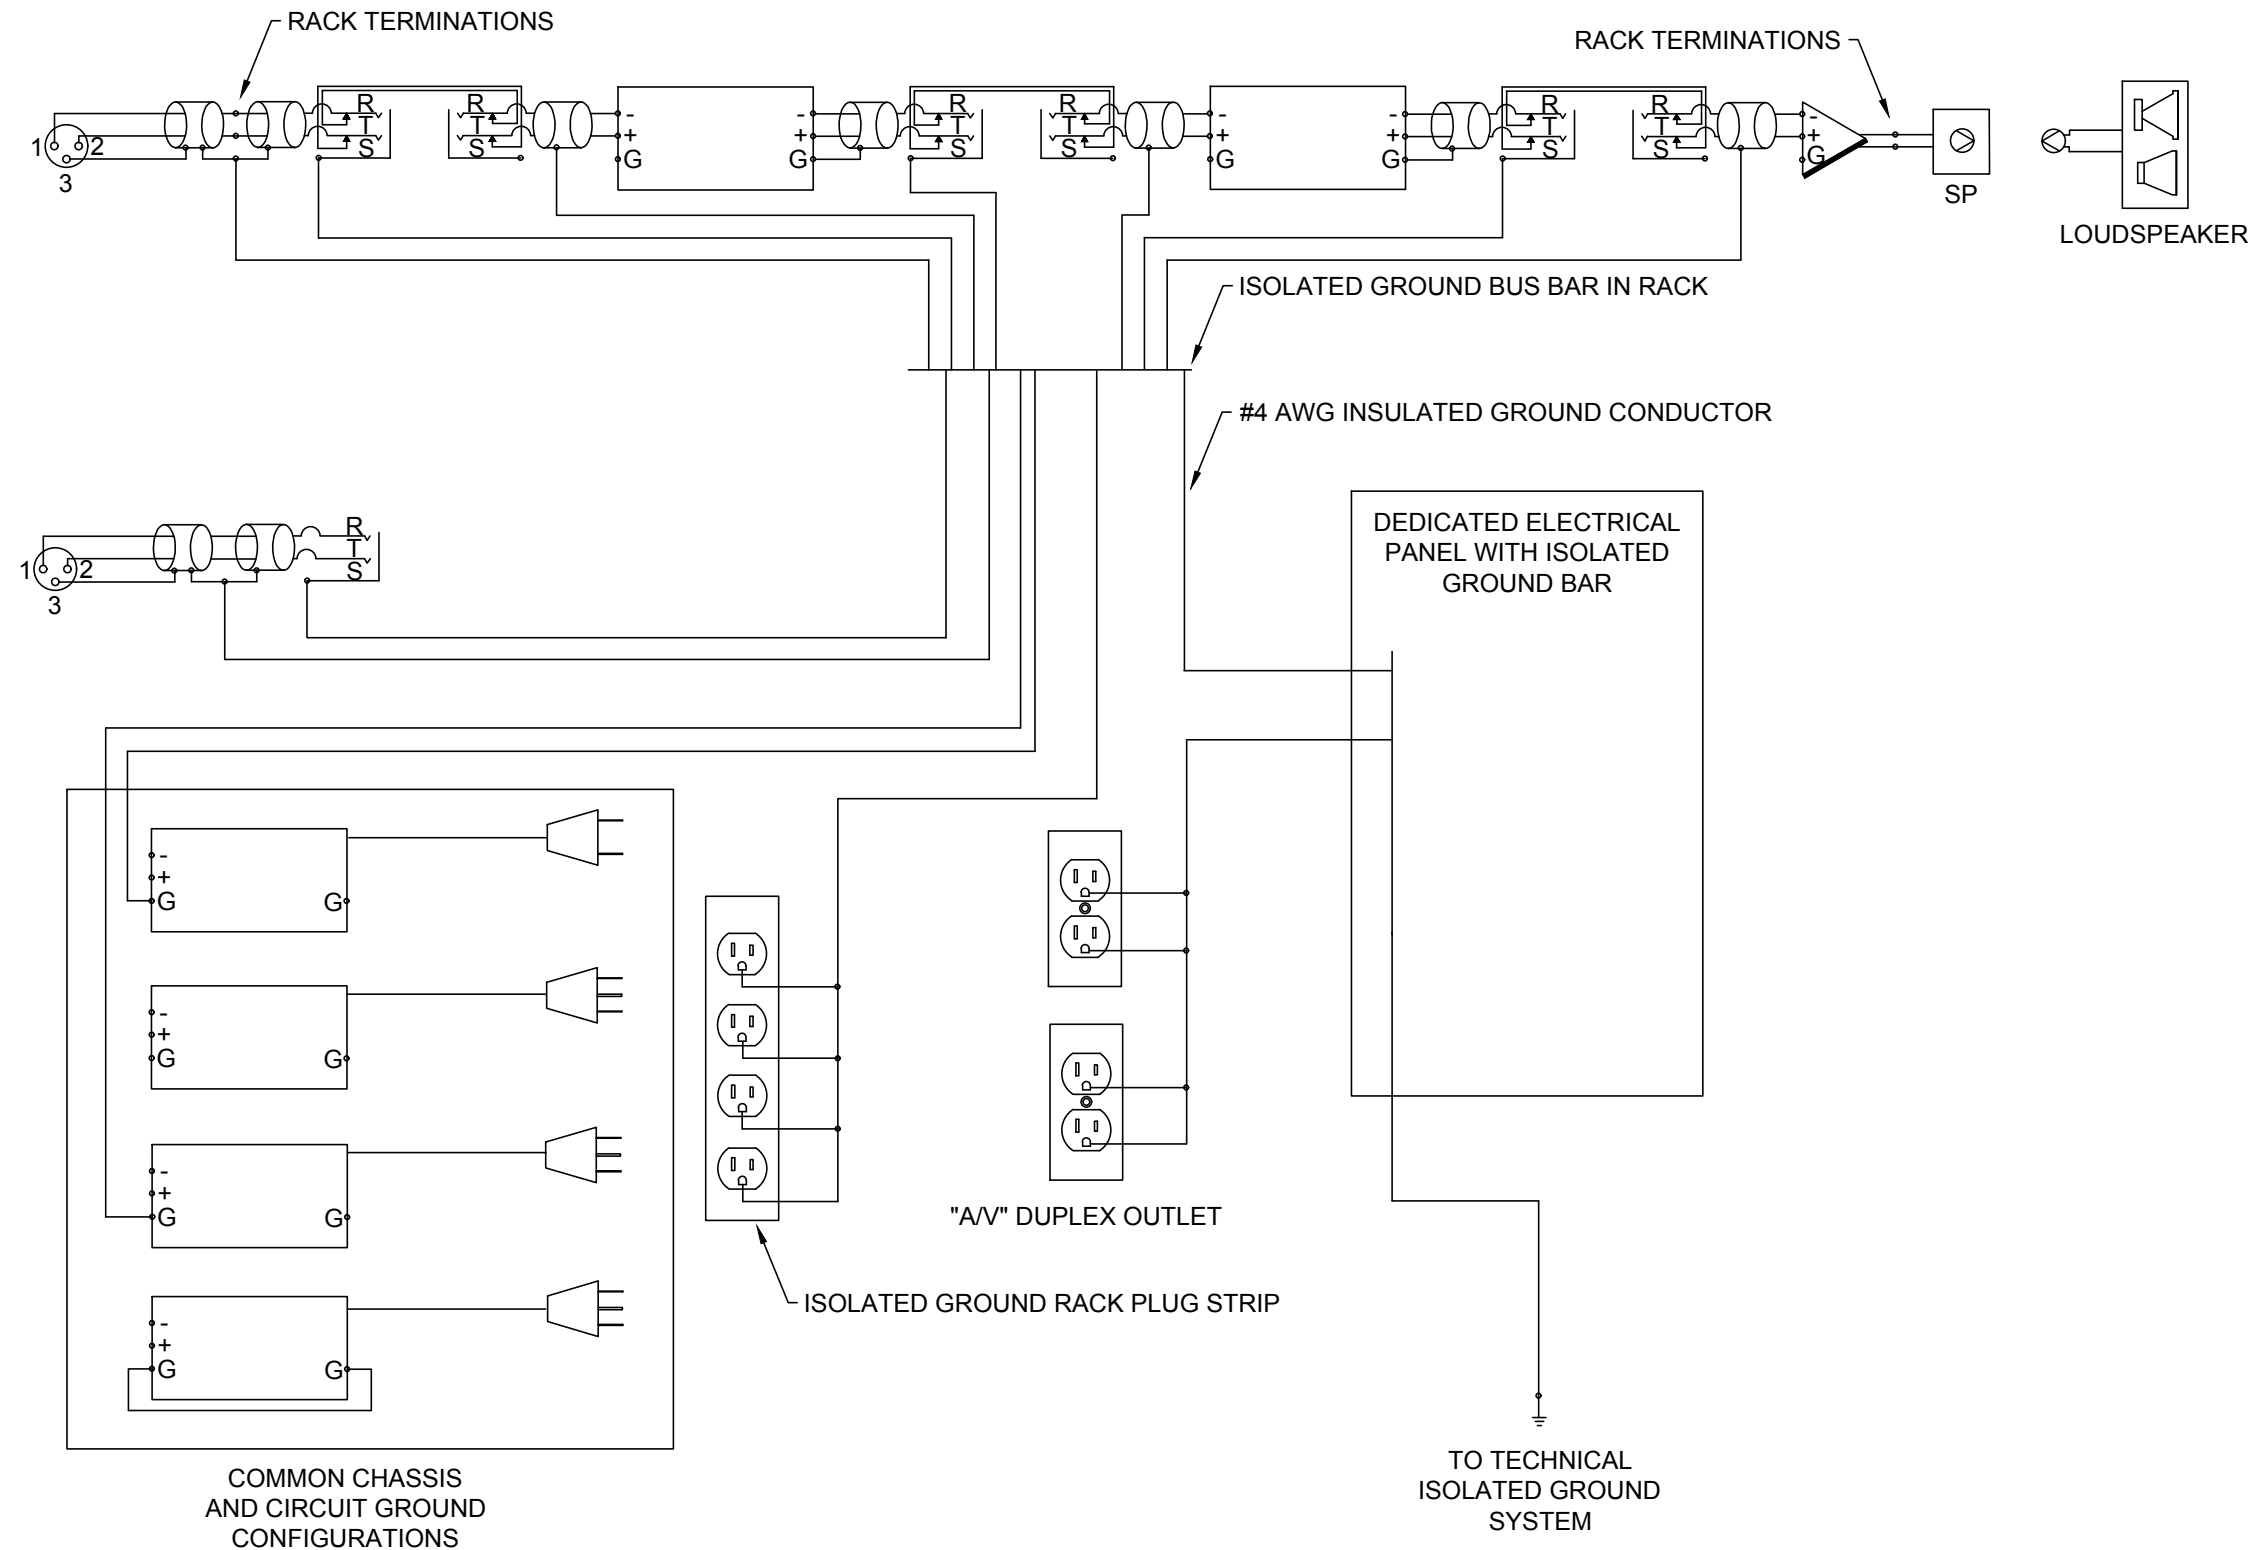 RACK TERMINATIONS
RACK TERMINATIONS
R T S
R T S
- + G
- + G
R T S
R T S
- + G
- + G
R T S
R T S
- + G
1 2
3
SP
LOUDSPEAKER
ISOLATED GROUND BUS BAR IN RACK
#4 AWG INSULATED GROUND CONDUCTOR
DEDICATED ELECTRICAL
PANEL WITH ISOLATED
GROUND BAR
R
T
S
1 2
3
-
+
G G
-
+
G G
-
+
G G
-
+
G G
"A/V" DUPLEX OUTLET
ISOLATED GROUND RACK PLUG STRIP
COMMON CHASSIS
AND CIRCUIT GROUND
CONFIGURATIONS
TO TECHNICAL
ISOLATED GROUND
SYSTEM